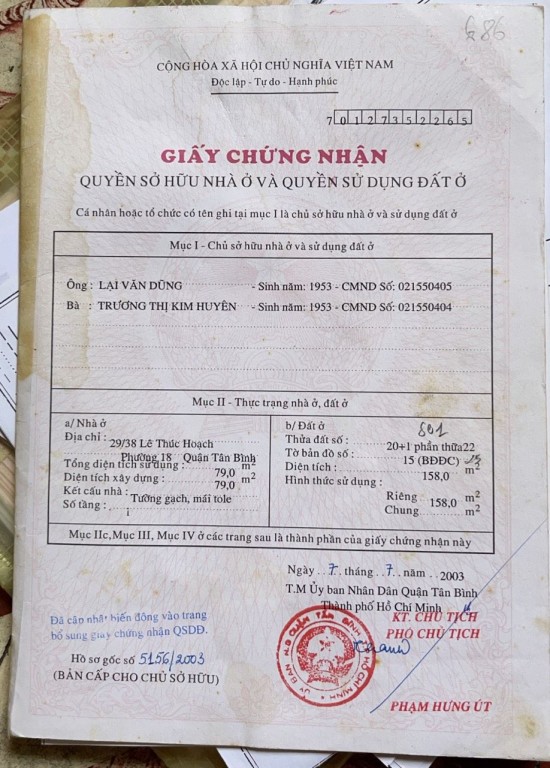 686
CỘNG HÒA XÃ HỘI CHỦ NGHĨA VIỆT NAM
Độc lập - Tự do - Hạnh phúc
70127352265
GIẤY CHỨNG NHẬN
QUYỀN SỞ HỮU NHÀ Ở VÀ QUYỀN SỬ DỤNG ĐẤT Ở
Cá nhân hoặc tổ chức có tên ghi tại mục I là chủ sở hữu nhà ở và sử dụng đất ở
Mục I - Chủ sở hữu nhà ở và sử dụng đất ở
Ông : LẠI VĂN DŨNG - Sinh năm: 1953 - CMND Số: 021550405
Bà : TRƯƠNG THỊ KIM HUYÊN - Sinh năm: 1953 - CMND Số: 021550404
Mục II - Thực trạng nhà ở, đất ở
a/ Nhà ở
Địa chỉ : 29/38 Lê Thúc Hoạch
Phường 18 Quận Tân Bình
Tổng diện tích sử dụng : 79,0 m2
Diện tích xây dựng : 79,0 m2
Kết cấu nhà : Tường gạch, mái tole
Số tầng : 1
b/ Đất ở 801
Thửa đất số : 20+1 phần thửa22
Tờ bản đồ số : 15 (BĐĐC)
Diện tích : 158,0 m2
Hình thức sử dụng :
Riêng 158,0 m2
Chung m2
Mục IIc, Mục III, Mục IV ở các trang sau là thành phần của giấy chứng nhận này
Ngày 7 tháng 7 năm 2003
T.M Ủy ban Nhân Dân Quận Tân Bình
Thành phố Hồ Chí Minh
KT. CHỦ TỊCH
PHÓ CHỦ TỊCH
Đã cập nhật biến động vào trang
bổ sung giấy chứng nhận QSDĐ.
Hồ sơ gốc số 5156/2003
(BẢN CẤP CHO CHỦ SỞ HỮU)
PHẠM HƯNG ÚT